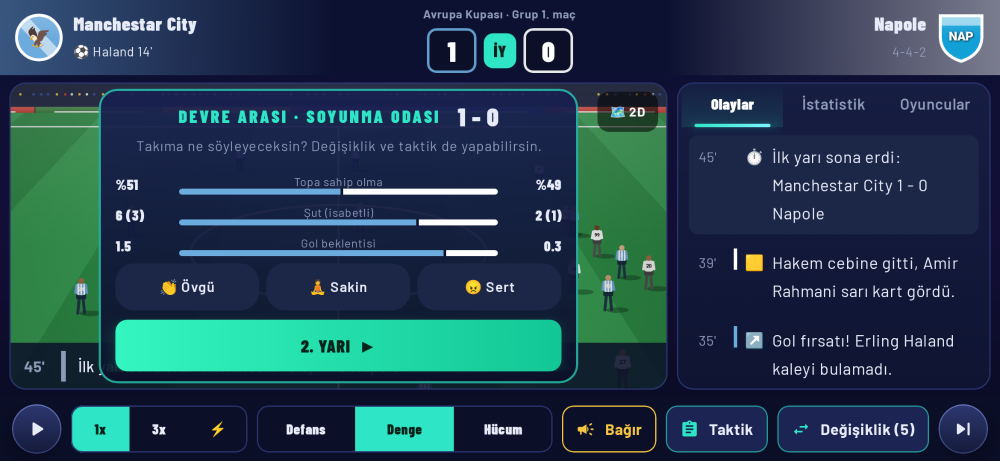 Manchestar City
Haland 14'
Avrupa Kupası · Grup 1. maç
1 İY 0
Napole
4-4-2
NAP
DEVRE ARASI · SOYUNMA ODASI 1 - 0
Takıma ne söyleyeceksin? Değişiklik ve taktik de yapabilirsin.
%51 Topa sahip olma %49
6 (3) Şut (isabetli) 2 (1)
1.5 Gol beklentisi 0.3
Övgü Sakin Sert
2. YARI
2D
45' İlk
Olaylar İstatistik Oyuncular
45' İlk yarı sona erdi:
Manchestar City 1 - 0
Napole
39' Hakem cebine gitti, Amir
Rahmani sarı kart gördü.
35' Gol fırsatı! Erling Haland
kaleyi bulamadı.
1x 3x Defans Denge Hücum Bağır Taktik Değişiklik (5)